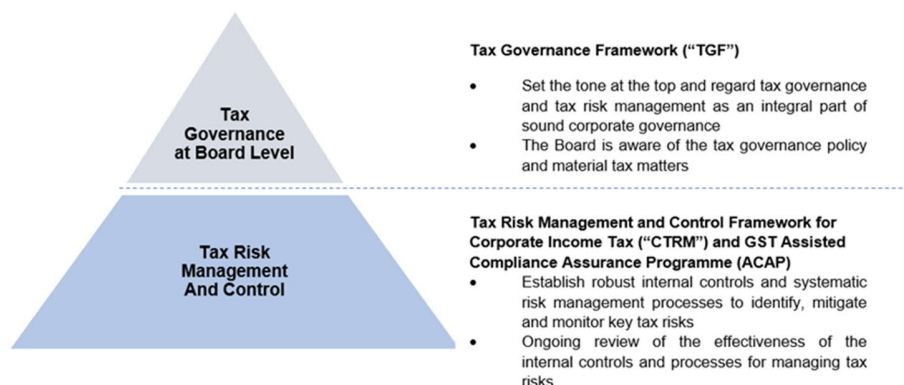 Tax
Governance
at Board Level
Tax Governance Framework (“TGF”)
• Set the tone at the top and regard tax governance
and tax risk management as an integral part of
sound corporate governance
• The Board is aware of the tax governance policy
and material tax matters
Tax Risk
Management
And Control
Tax Risk Management and Control Framework for
Corporate Income Tax (“CTRM”) and GST Assisted
Compliance Assurance Programme (ACAP)
• Establish robust internal controls and systematic
risk management processes to identify, mitigate
and monitor key tax risks
• Ongoing review of the effectiveness of the
internal controls and processes for managing tax
risks